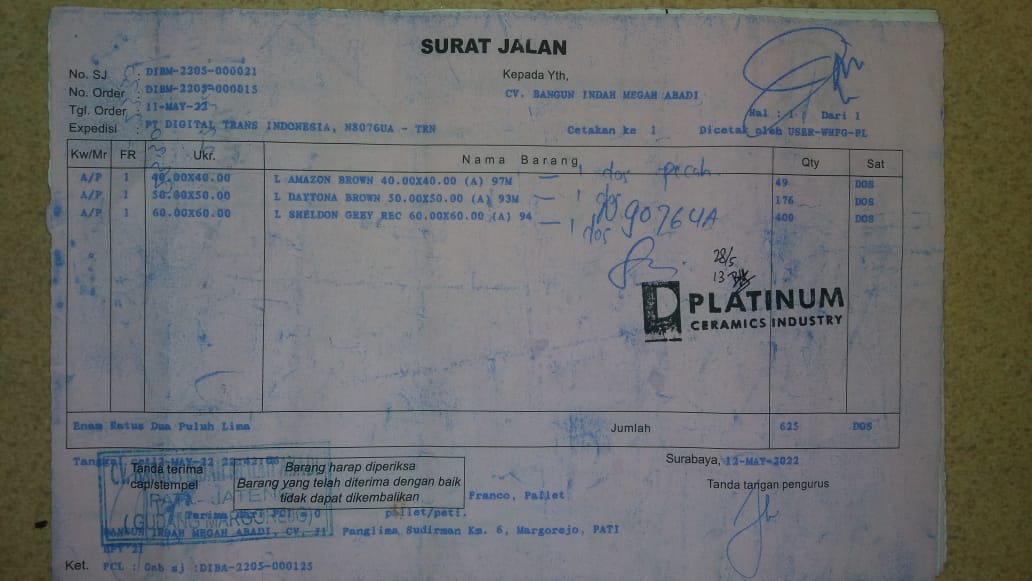 SURAT JALAN
No. SJ : DIBM-2205-000021
No. Order : DIBM-2205-000015
Tgl. Order : 11-MAY-22
Expedisi : PT DIGITAL TRANS INDONESIA, N8076UA - TRN
Kepada Yth,
CV. BANGUN INDAH MEGAH ABADI
Hal : 1 Dari 1
Cetakan ke 1 Dicetak oleh USER-WHFG-PL
Kw/Mr FR Ukr. Nama Barang Qty Sat
A/P 1 40.00X40.00 L AMAZON BROWN 40.00X40.00 (A) 97M — 1 dos pecah. 49 DOS
A/P 1 50.00X50.00 L DAYTONA BROWN 50.00X50.00 (A) 93M — 1 dos 176 DOS
A/P 1 60.00X60.00 L SHELDON GREY REC 60.00X60.00 (A) 94 — 1 dos 400 DOS
28/5
13
PLATINUM
CERAMICS INDUSTRY
Enam Ratus Dua Puluh Lima Jumlah 625 DOS
12-MAY-22
Surabaya, 12-MAY-2022
Tanda terima
cap/stempel
Barang harap diperiksa
Barang yang telah diterima dengan baik
tidak dapat dikembalikan
Tanda tangan pengurus
PATI - JATENG
(GUDANG MARGOREJO)
Franco, Pallet
Terima dari PCL : 0 pallet/peti.
BANGUN INDAH MEGAH ABADI, CV. Jl. Panglima Sudirman Km. 6, Margorejo, PATI
Ket. PCL : Gnb sj :DIBA-2205-000125